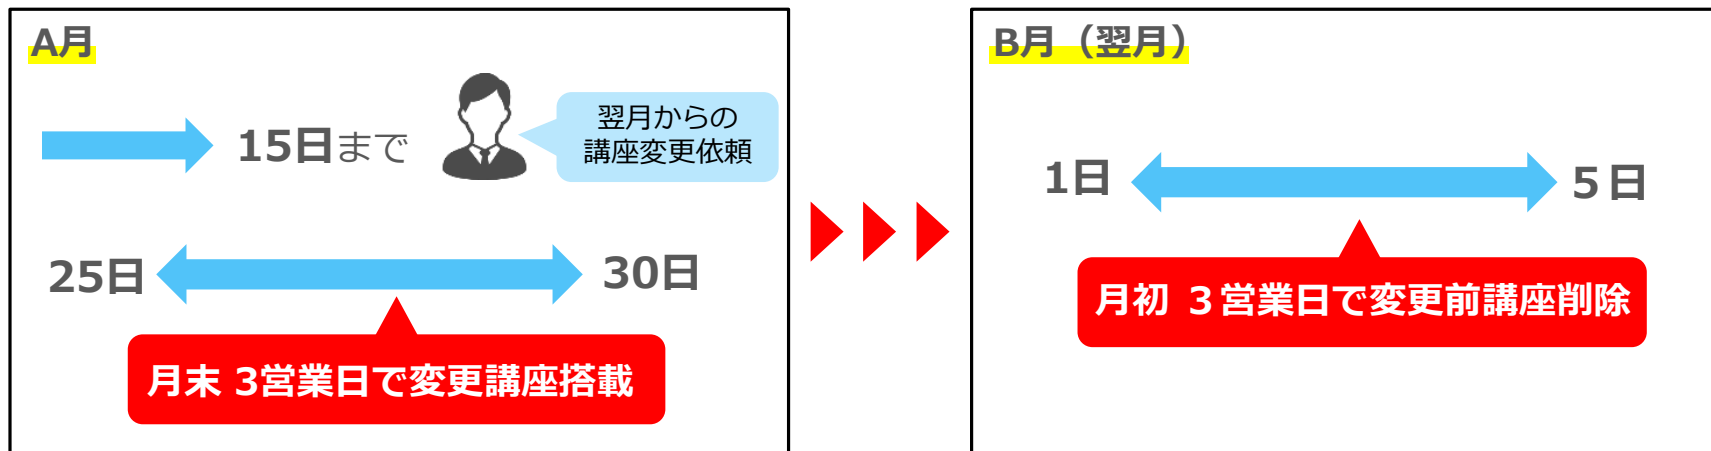 A月
15日まで
翌月からの
講座変更依頼
25日
30日
月末 3営業日で変更講座搭載
B月（翌月）
1日
５日
月初 ３営業日で変更前講座削除